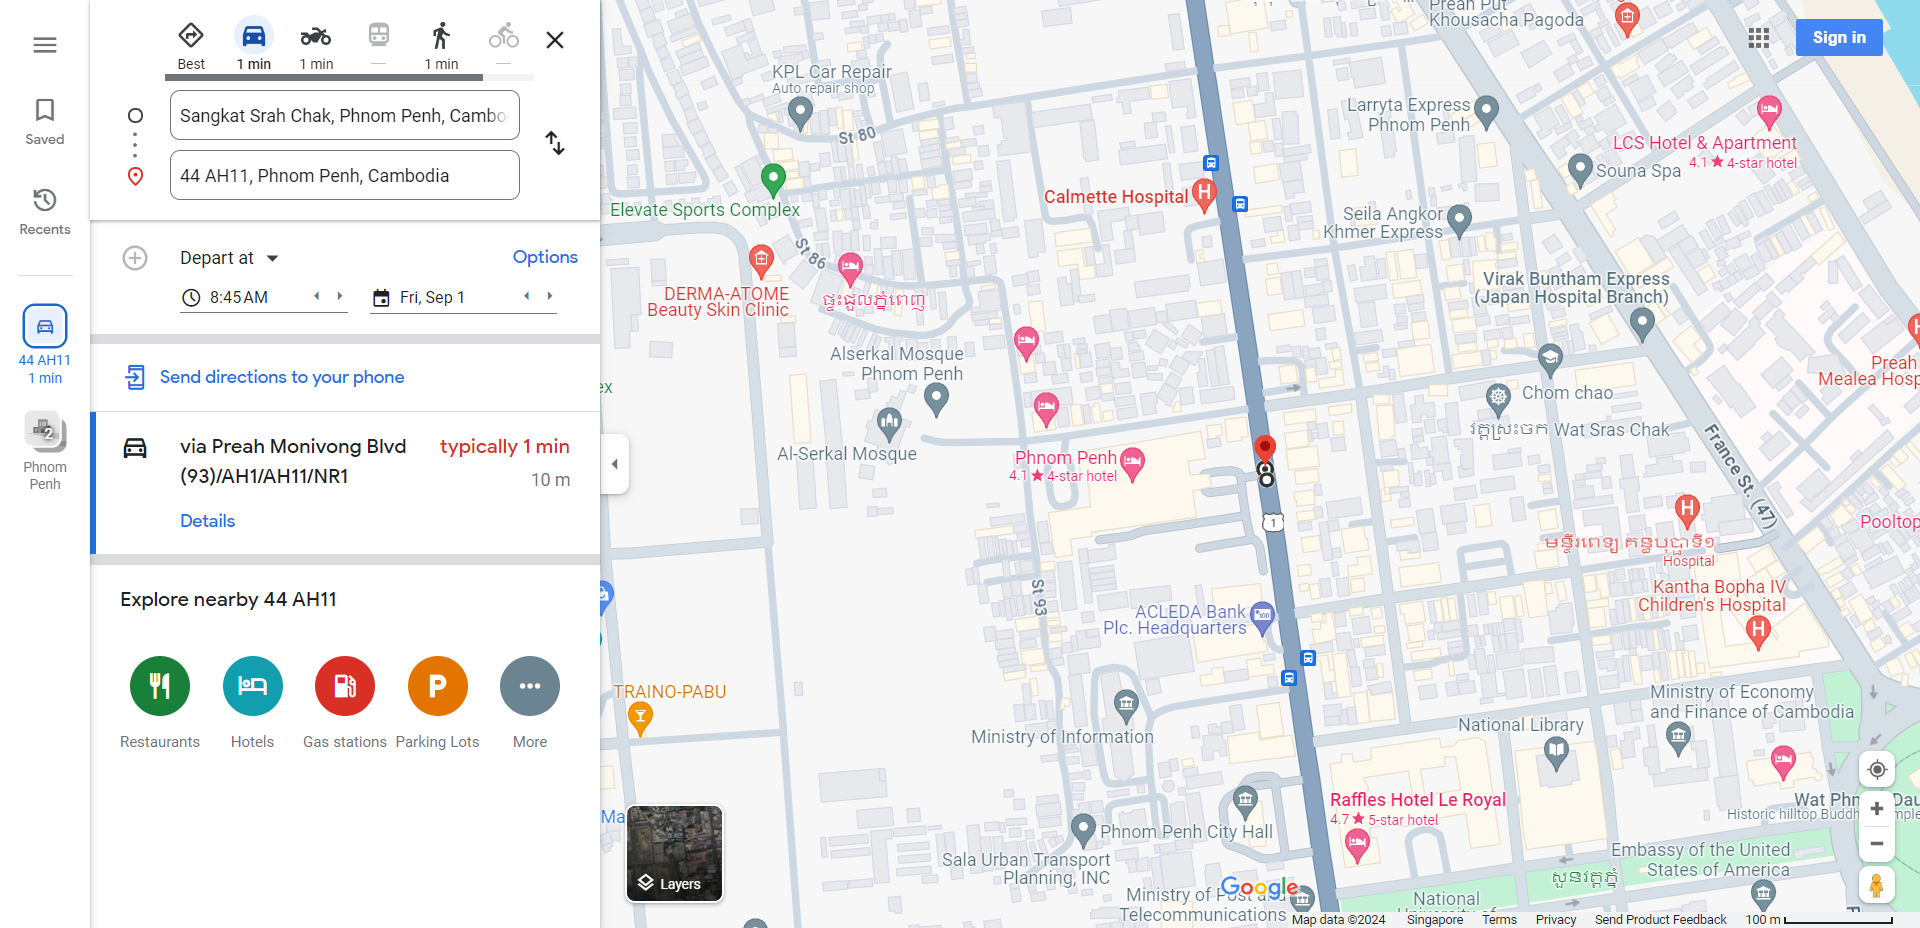 Best
1 min
1 min
—
1 min
—
Saved
Sangkat Srah Chak, Phnom Penh, Cambo
44 AH11, Phnom Penh, Cambodia
Recents
Depart at
Options
8:45 AM
Fri, Sep 1
44 AH11
1 min
Send directions to your phone
2
Phnom
Penh
via Preah Monivong Blvd
(93)/AH1/AH11/NR1
typically 1 min
10 m
Details
Explore nearby 44 AH11
P
Restaurants
Hotels
Gas stations
Parking Lots
More
Sign in
Preah Put
Khousacha Pagoda
KPL Car Repair
Auto repair shop
St 80
Larryta Express
Phnom Penh
LCS Hotel & Apartment
4.1★ 4-star hotel
Souna Spa
Calmette Hospital
H
Elevate Sports Complex
Seila Angkor
Khmer Express
St 86
DERMA-ATOME
Beauty Skin Clinic
ផ្ទះជួលភ្នំពេញ
Virak Buntham Express
(Japan Hospital Branch)
Alserkal Mosque
Phnom Penh
Preah
Mealea Hosp
Chom chao
Al-Serkal Mosque
វត្តស្រះចក Wat Sras Chak
Phnom Penh
4.1★ 4-star hotel
France St. (47)
1
H
Pooltop
មន្ទីរពេទ្យ គន្ធបុប្ផាទី១
Hospital
St 93
Kantha Bopha IV
Children's Hospital
H
ACLEDA Bank
Plc. Headquarters
TRAINO-PABU
Ministry of Information
Ministry of Economy
and Finance of Cambodia
National Library
Raffles Hotel Le Royal
4.7★ 5-star hotel
Wat Phn
Dau
Historic hilltop Buddh
mple
Ma
Phnom Penh City Hall
Sala Urban Transport
Planning, INC
Embassy of the United
States of America
សួនវត្តភ្នំ
Layers
Ministry of Post and
Telecommunications
Google
National
University of
Map data ©2024
Singapore
Terms
Privacy
Send Product Feedback
100 m